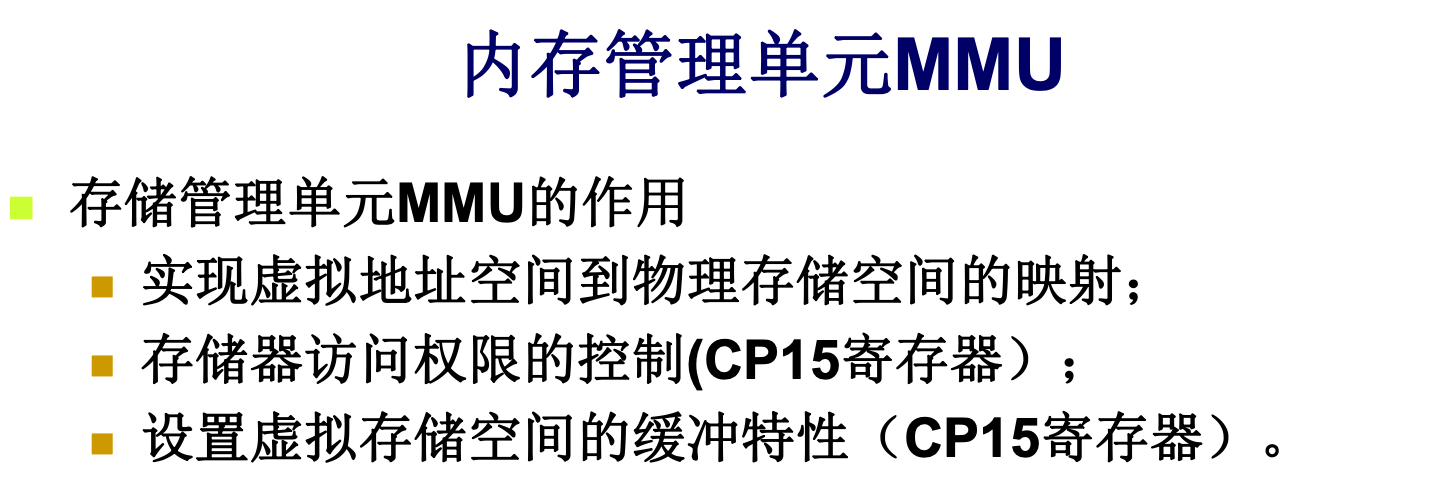 内存管理单元MMU
存储管理单元MMU的作用
实现虚拟地址空间到物理存储空间的映射；
存储器访问权限的控制(CP15寄存器）；
设置虚拟存储空间的缓冲特性（CP15寄存器）。